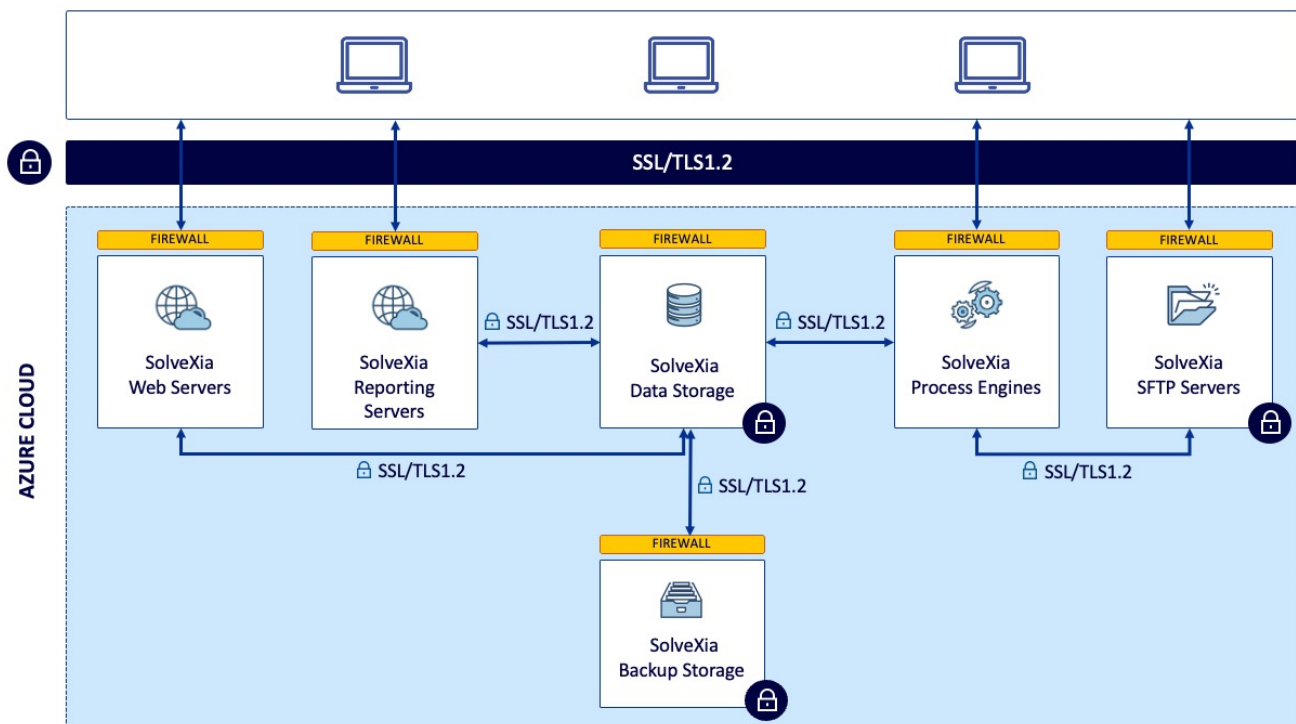 SSL/TLS1.2
AZURE CLOUD
FIREWALL
SolveXia
Web Servers
FIREWALL
SolveXia
Reporting
Servers
SSL/TLS1.2
FIREWALL
SolveXia
Data Storage
SSL/TLS1.2
FIREWALL
SolveXia
Process Engines
FIREWALL
SolveXia
SFTP Servers
SSL/TLS1.2
SSL/TLS1.2
SSL/TLS1.2
FIREWALL
SolveXia
Backup Storage